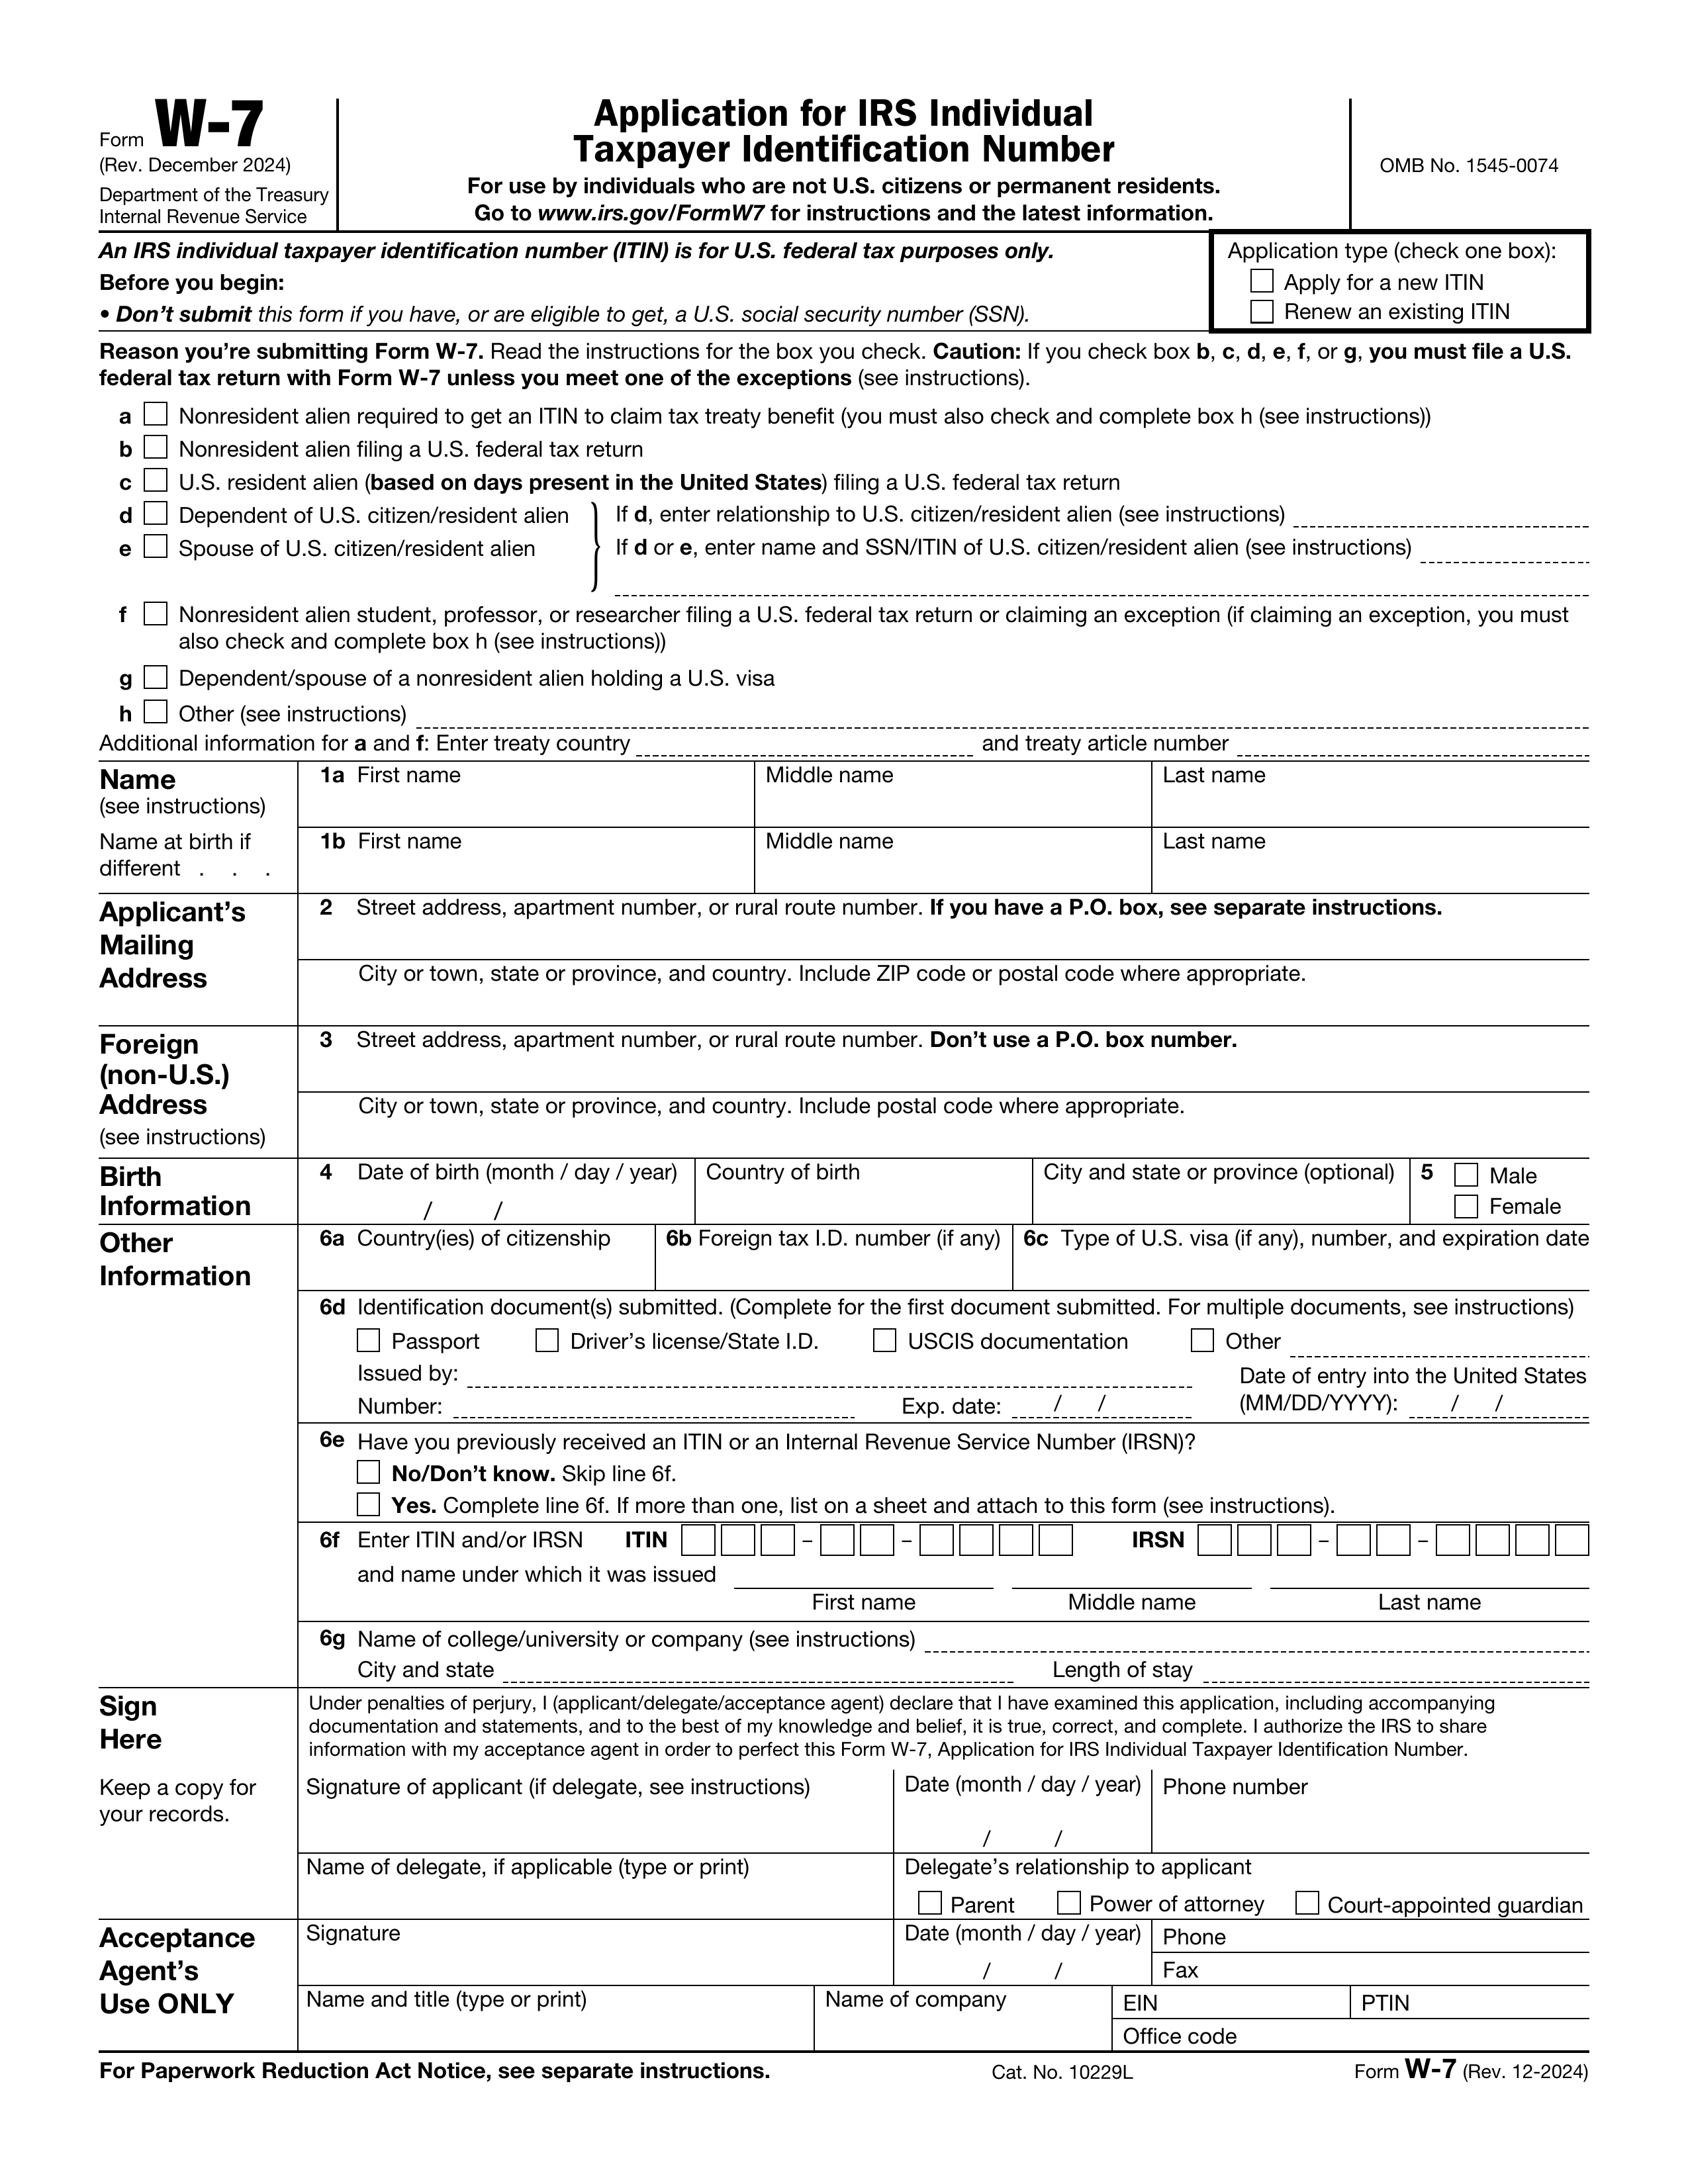 Form W-7
(Rev. December 2024)
Department of the Treasury
Internal Revenue Service
Application for IRS Individual
Taxpayer Identification Number
For use by individuals who are not U.S. citizens or permanent residents.
Go to www.irs.gov/FormW7 for instructions and the latest information.
OMB No. 1545-0074
An IRS individual taxpayer identification number (ITIN) is for U.S. federal tax purposes only.
Before you begin:
• Don’t submit this form if you have, or are eligible to get, a U.S. social security number (SSN).
Application type (check one box):
Apply for a new ITIN
Renew an existing ITIN
Reason you’re submitting Form W-7. Read the instructions for the box you check. Caution: If you check box b, c, d, e, f, or g, you must file a U.S.
federal tax return with Form W-7 unless you meet one of the exceptions (see instructions).
a Nonresident alien required to get an ITIN to claim tax treaty benefit (you must also check and complete box h (see instructions))
b Nonresident alien filing a U.S. federal tax return
c U.S. resident alien (based on days present in the United States) filing a U.S. federal tax return
d Dependent of U.S. citizen/resident alien
If d, enter relationship to U.S. citizen/resident alien (see instructions)
e Spouse of U.S. citizen/resident alien
If d or e, enter name and SSN/ITIN of U.S. citizen/resident alien (see instructions)
f Nonresident alien student, professor, or researcher filing a U.S. federal tax return or claiming an exception (if claiming an exception, you must
also check and complete box h (see instructions))
g Dependent/spouse of a nonresident alien holding a U.S. visa
h Other (see instructions)
Additional information for a and f: Enter treaty country and treaty article number
Name
(see instructions)
1a First name
Middle name
Last name
Name at birth if
different . . .
1b First name
Middle name
Last name
Applicant’s
Mailing
Address
2 Street address, apartment number, or rural route number. If you have a P.O. box, see separate instructions.
City or town, state or province, and country. Include ZIP code or postal code where appropriate.
Foreign
(non-U.S.)
Address
(see instructions)
3 Street address, apartment number, or rural route number. Don’t use a P.O. box number.
City or town, state or province, and country. Include postal code where appropriate.
Birth
Information
4 Date of birth (month / day / year)
/ /
Country of birth
City and state or province (optional)
5 Male
Female
Other
Information
6a Country(ies) of citizenship
6b Foreign tax I.D. number (if any)
6c Type of U.S. visa (if any), number, and expiration date
6d Identification document(s) submitted. (Complete for the first document submitted. For multiple documents, see instructions)
Passport Driver’s license/State I.D. USCIS documentation Other
Issued by:
Number: Exp. date: / /
Date of entry into the United States
(MM/DD/YYYY): / /
6e Have you previously received an ITIN or an Internal Revenue Service Number (IRSN)?
No/Don’t know. Skip line 6f.
Yes. Complete line 6f. If more than one, list on a sheet and attach to this form (see instructions).
6f Enter ITIN and/or IRSN ITIN – – IRSN – –
and name under which it was issued
First name Middle name Last name
6g Name of college/university or company (see instructions)
City and state Length of stay
Sign
Here
Keep a copy for
your records.
Under penalties of perjury, I (applicant/delegate/acceptance agent) declare that I have examined this application, including accompanying
documentation and statements, and to the best of my knowledge and belief, it is true, correct, and complete. I authorize the IRS to share
information with my acceptance agent in order to perfect this Form W-7, Application for IRS Individual Taxpayer Identification Number.
Signature of applicant (if delegate, see instructions)
Date (month / day / year)
/ /
Phone number
Name of delegate, if applicable (type or print)
Delegate’s relationship to applicant
Parent Power of attorney Court-appointed guardian
Acceptance
Agent’s
Use ONLY
Signature
Date (month / day / year)
/ /
Phone
Fax
Name and title (type or print)
Name of company
EIN
PTIN
Office code
For Paperwork Reduction Act Notice, see separate instructions.
Cat. No. 10229L
Form W-7 (Rev. 12-2024)